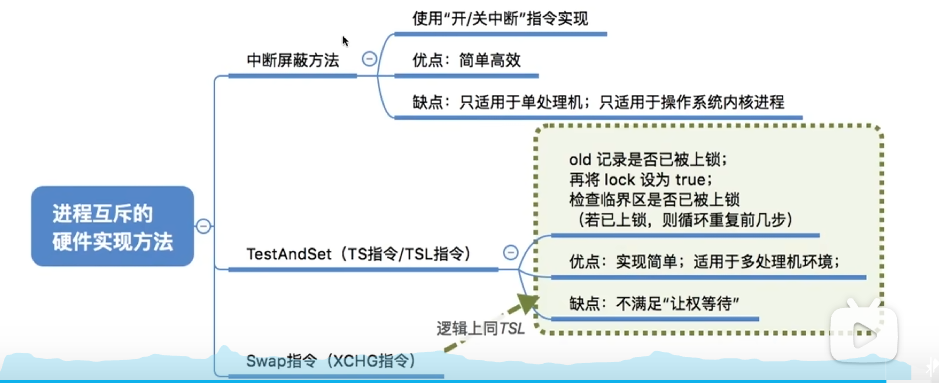 使用“开/关中断”指令实现
中断屏蔽方法
优点：简单高效
缺点：只适用于单处理机；只适用于操作系统内核进程
old 记录是否已被上锁；
再将 lock 设为 true；
检查临界区是否已被上锁
（若已上锁，则循环重复前几步）
进程互斥的
硬件实现方法
TestAndSet（TS指令/TSL指令）
优点：实现简单；适用于多处理机环境；
缺点：不满足“让权等待”
逻辑上同TSL
Swap指令（XCHG指令）